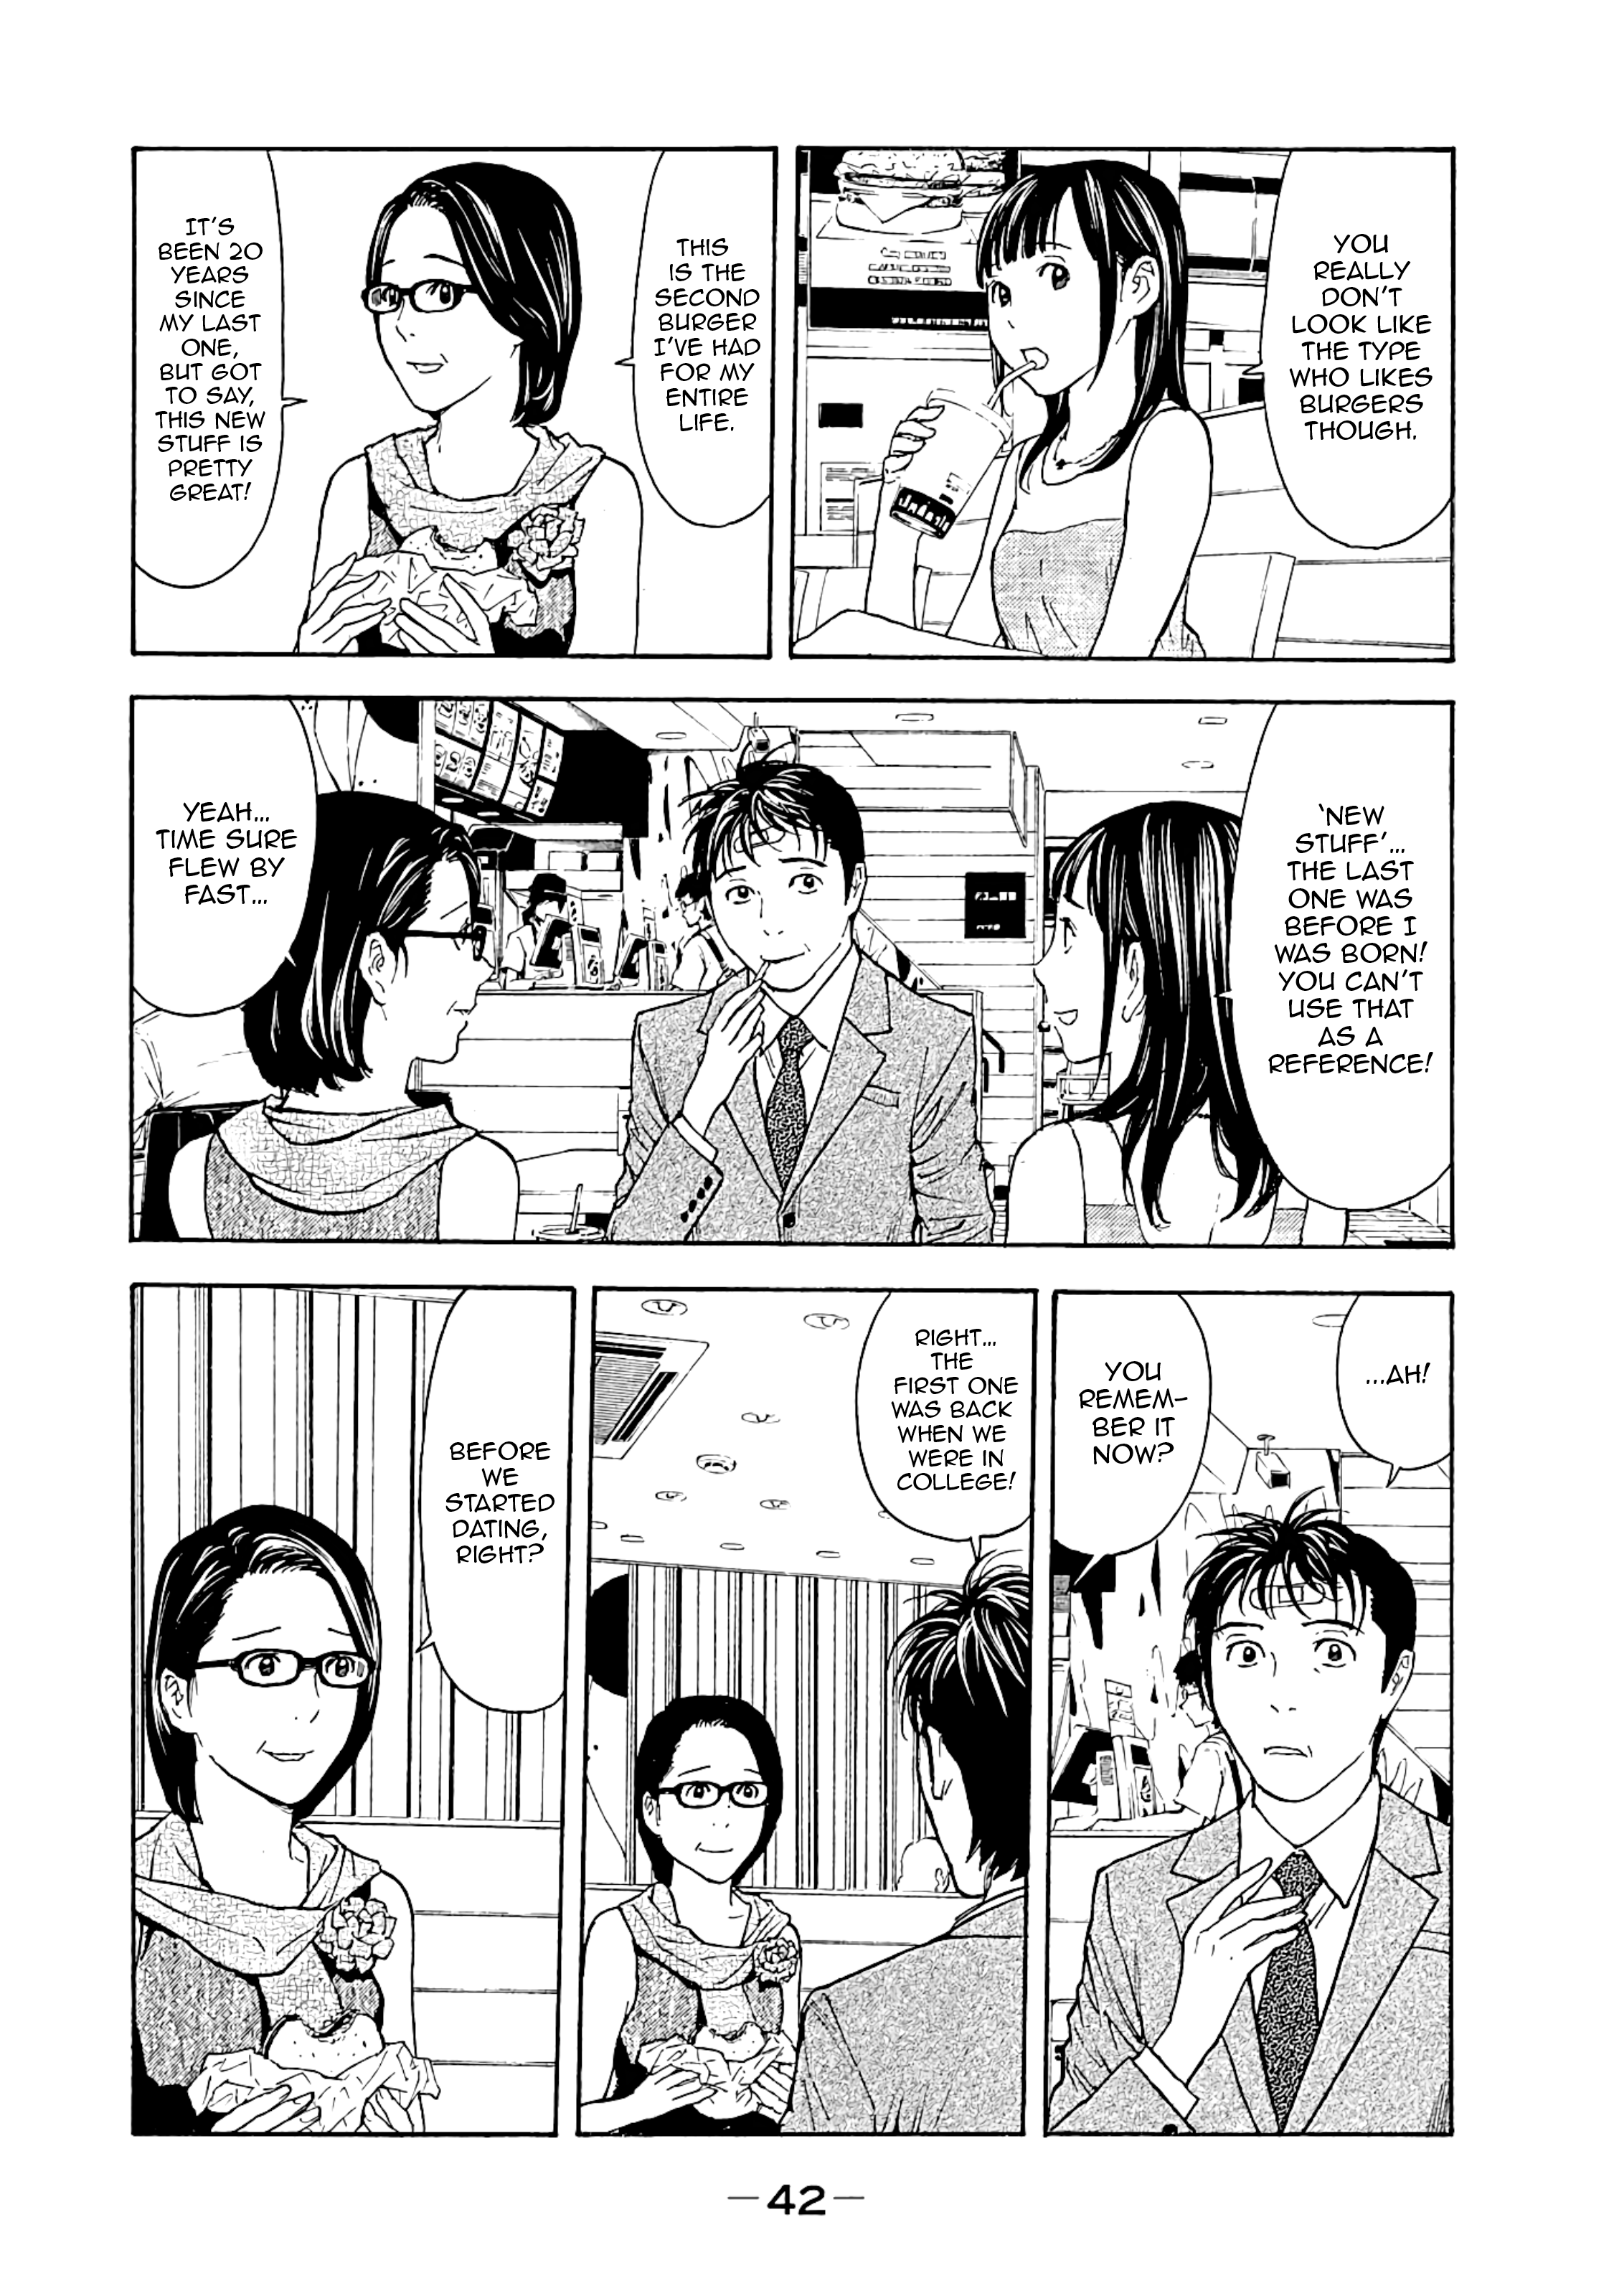 YOU
REALLY
DON'T
LOOK LIKE
THE TYPE
WHO LIKES
BURGERS
THOUGH.
THIS
IS THE
SECOND
BURGER
I'VE HAD
FOR MY
ENTIRE
LIFE.
IT'S
BEEN 20
YEARS
SINCE
MY LAST
ONE,
BUT GOT
TO SAY,
THIS NEW
STUFF IS
PRETTY
GREAT!
'NEW
STUFF'...
THE LAST
ONE WAS
BEFORE I
WAS BORN!
YOU CAN'T
USE THAT
AS A
REFERENCE!
YEAH...
TIME SURE
FLEW BY
FAST...
...AH!
YOU
REMEM-
BER IT
NOW?
RIGHT...
THE
FIRST ONE
WAS BACK
WHEN WE
WERE IN
COLLEGE!
BEFORE
WE
STARTED
DATING,
RIGHT?
—42—